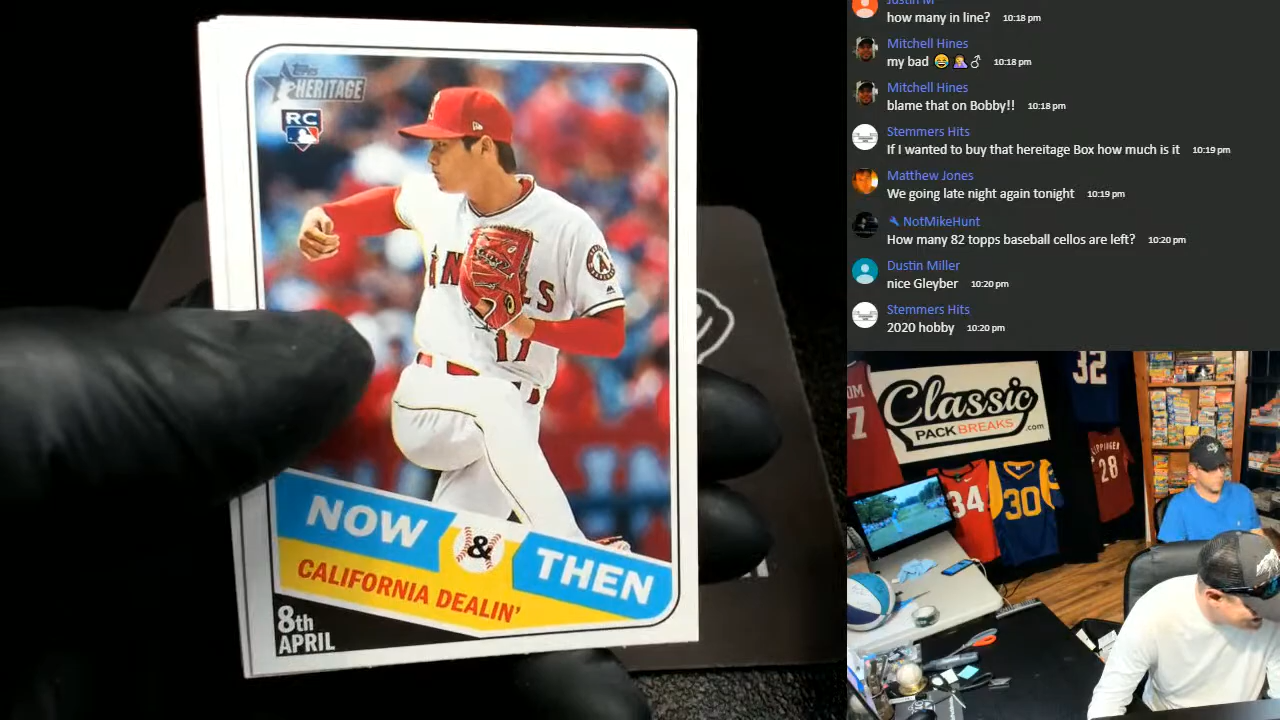 topps
HERITAGE
RC
A
ANGELS
17
NOW & THEN
CALIFORNIA DEALIN'
8th
APRIL
how many in line? 10:18 pm
Mitchell Hines
my bad 😂 🤦 ♂ 10:18 pm
Mitchell Hines
blame that on Bobby!! 10:18 pm
Stemmers Hits
If I wanted to buy that hereitage Box how much is it 10:19 pm
Matthew Jones
We going late night again tonight 10:19 pm
NotMikeHunt
How many 82 topps baseball cellos are left? 10:20 pm
Dustin Miller
nice Gleyber 10:20 pm
Stemmers Hits
2020 hobby 10:20 pm
32
7
Classic
PACK BREAKS.com
28
34
30